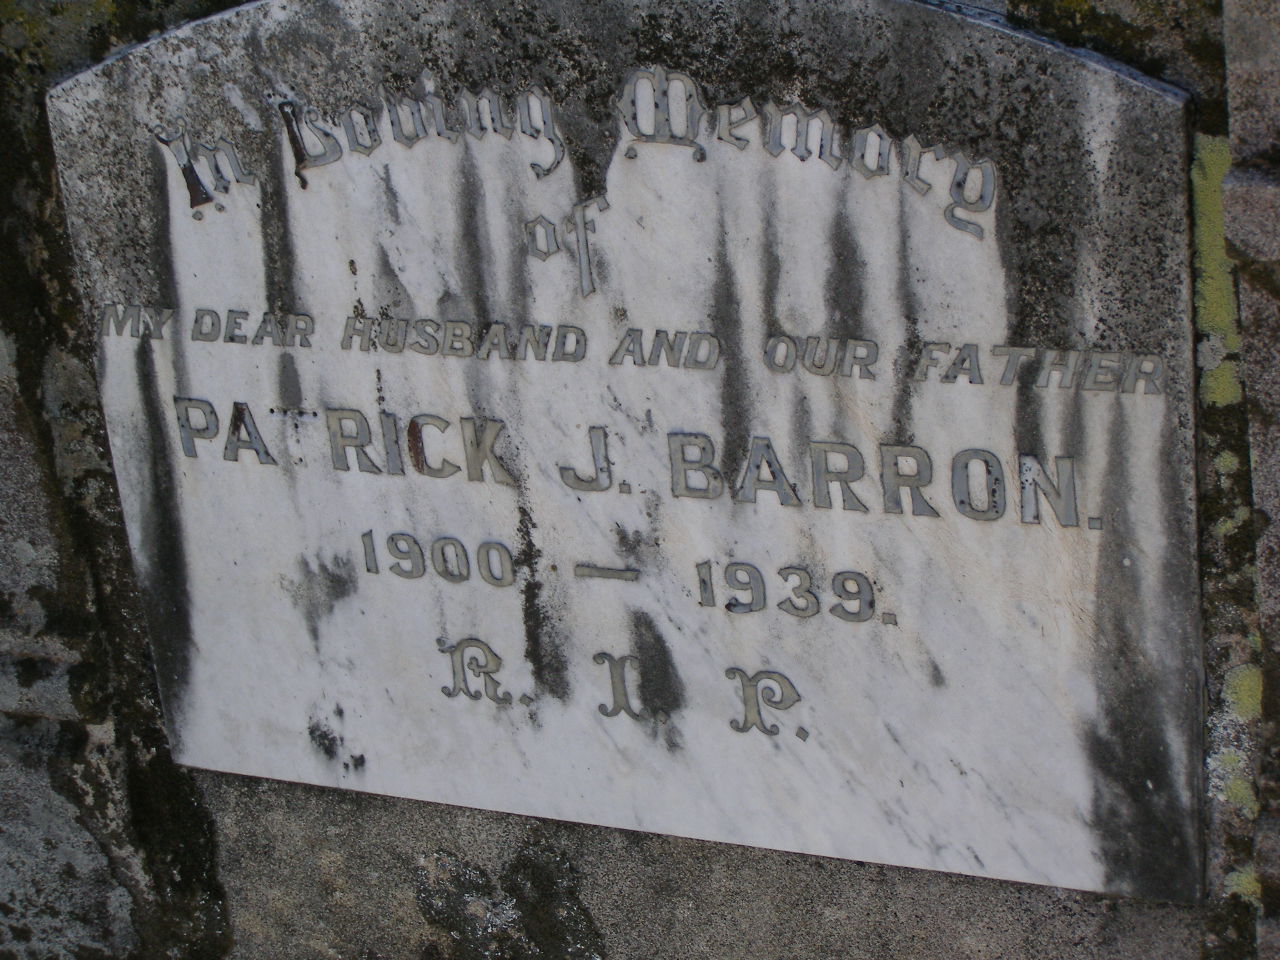 In Loving Memory
of
MY DEAR HUSBAND AND OUR FATHER
PATRICK J. BARRON.
1900 — 1939.
R. I. P.